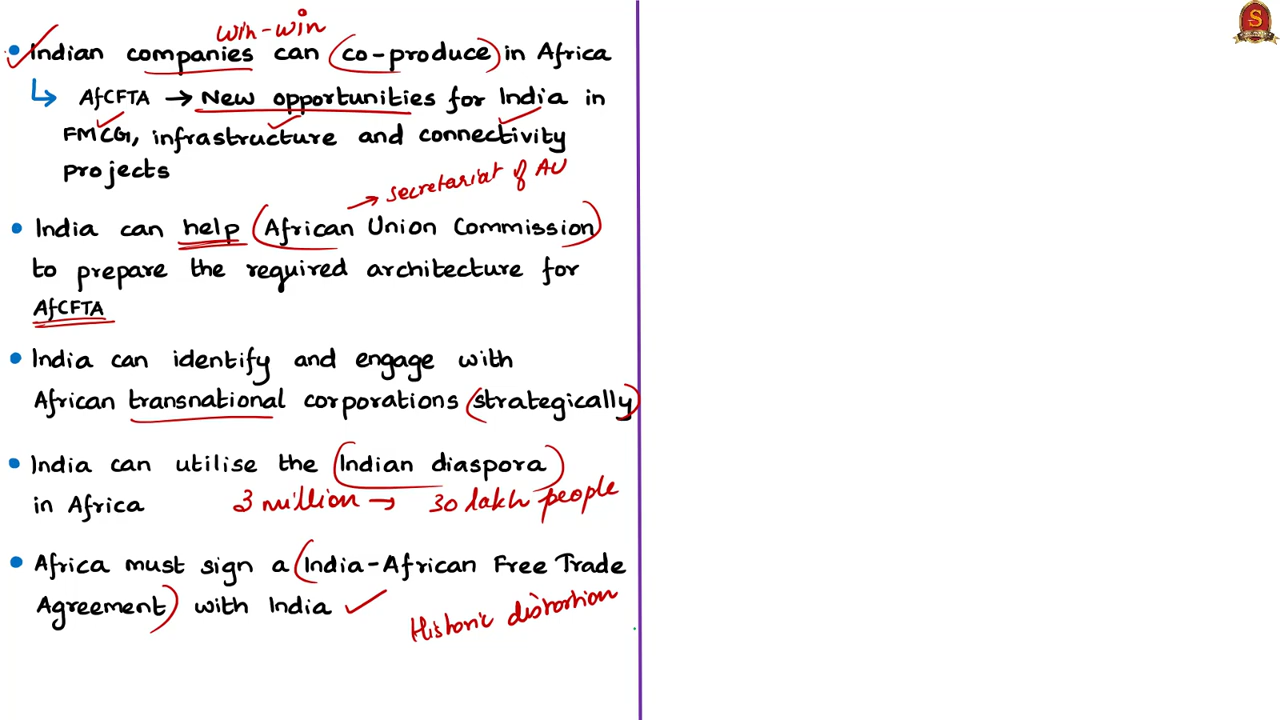 win-win
• Indian companies can (co-produce) in Africa
↳ AfCFTA → New opportunities for India in
FMCG, infrastructure and connectivity
projects
→ secretariat of AU
• India can help (African Union Commission)
to prepare the required architecture for
AfCFTA
• India can identify and engage with
African transnational corporations (strategically)
• India can utilise the (Indian diaspora)
in Africa 3 million → 30 lakh people
• Africa must sign a (India-African Free Trade
Agreement) with India ✓
Historic distortion
S